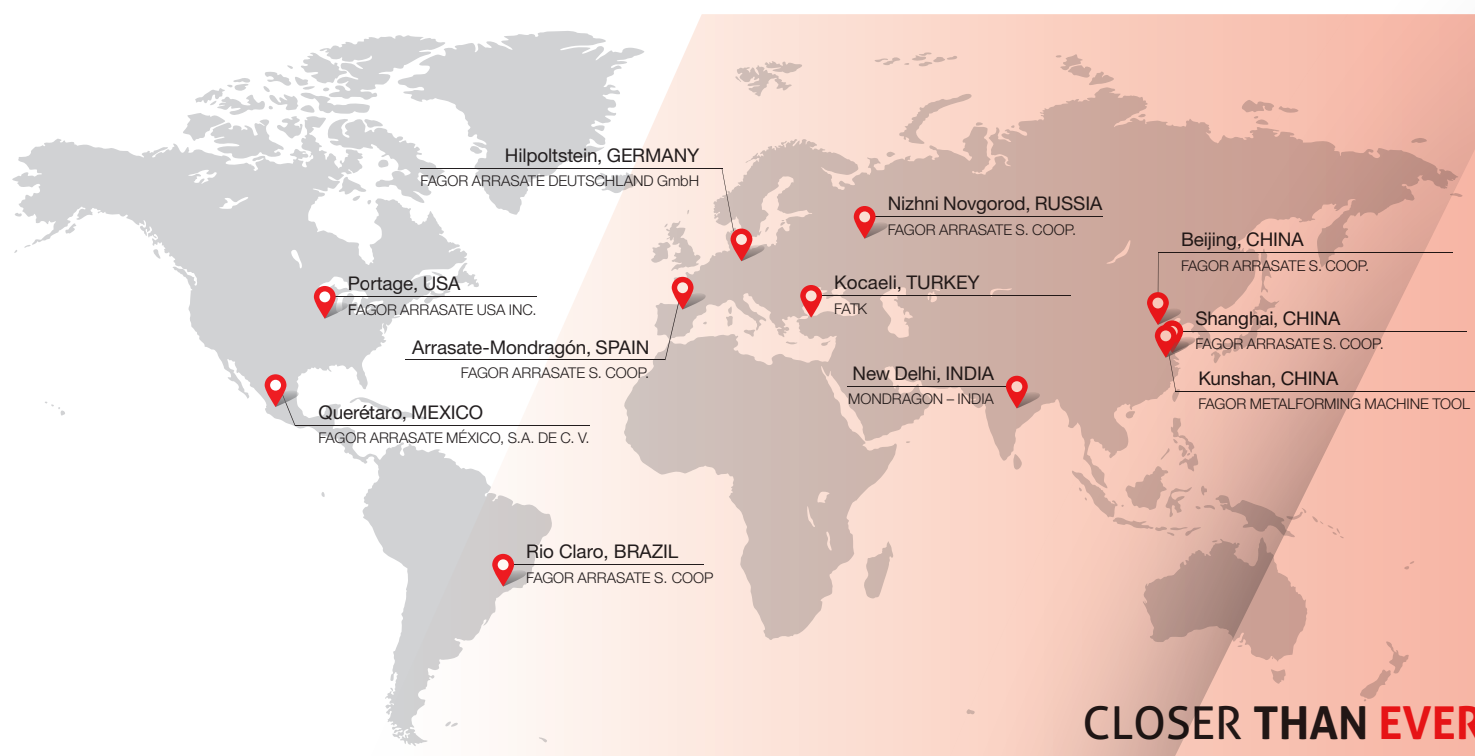 Hilpoltstein, GERMANY
FAGOR ARRASATE DEUTSCHLAND GmbH
Nizhni Novgorod, RUSSIA
FAGOR ARRASATE S. COOP.
Beijing, CHINA
FAGOR ARRASATE S. COOP.
Portage, USA
FAGOR ARRASATE USA INC.
Kocaeli, TURKEY
FATK
Shanghai, CHINA
FAGOR ARRASATE S. COOP.
Arrasate-Mondragón, SPAIN
FAGOR ARRASATE S. COOP.
New Delhi, INDIA
MONDRAGON – INDIA
Kunshan, CHINA
FAGOR METALFORMING MACHINE TOOL
Querétaro, MEXICO
FAGOR ARRASATE MÉXICO, S.A. DE C. V.
Rio Claro, BRAZIL
FAGOR ARRASATE S. COOP
CLOSER THAN EVER